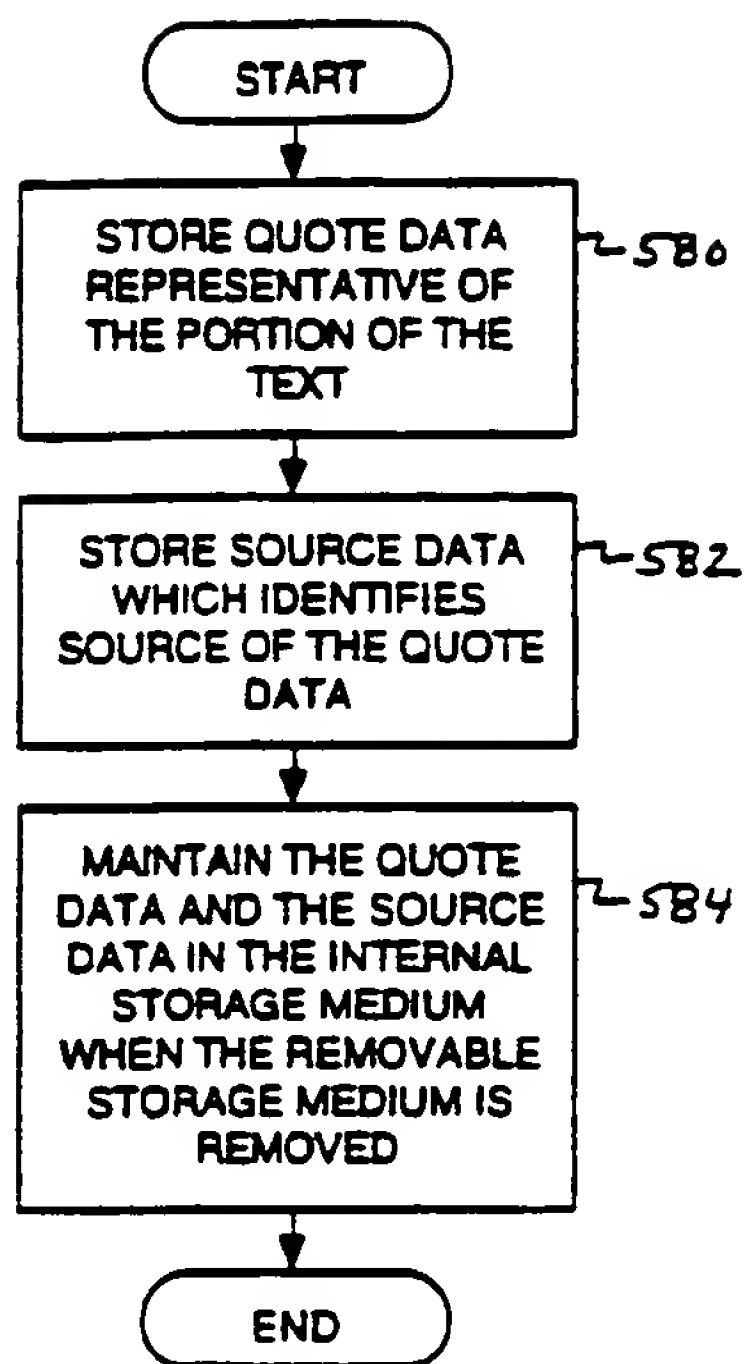 START
STORE QUOTE DATA
REPRESENTATIVE OF
THE PORTION OF THE
TEXT
580
STORE SOURCE DATA
WHICH IDENTIFIES
SOURCE OF THE QUOTE
DATA
582
MAINTAIN THE QUOTE
DATA AND THE SOURCE
DATA IN THE INTERNAL
STORAGE MEDIUM
WHEN THE REMOVABLE
STORAGE MEDIUM IS
REMOVED
584
END